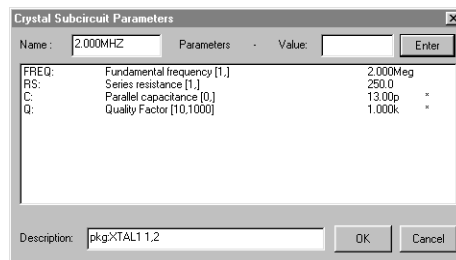 Crystal Subcircuit Parameters
Name : 2.000MHZ Parameters - Value: Enter
FREQ: Fundamental frequency [1,] 2.000Meg
RS: Series resistance [1,] 250.0
C: Parallel capacitance [0,] 13.00p *
Q: Quality Factor [10,1000] 1.000k *
Description: pkg:XTAL1 1,2 OK Cancel